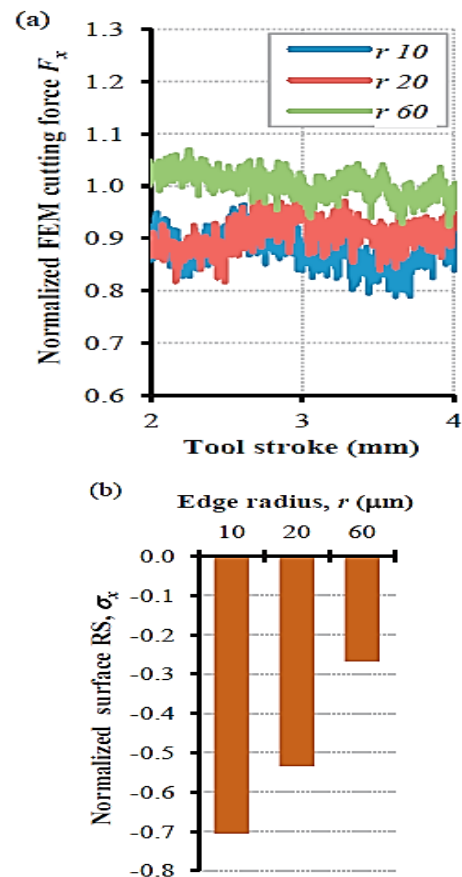 (a)
Normalized FEM cutting force Fx
1.3
1.2
1.1
1.0
0.9
0.8
0.7
0.6
r 10
r 20
r 60
2
3
4
Tool stroke (mm)
(b)
Edge radius, r (μm)
10
20
60
Normalized surface RS, σx
0.0
-0.1
-0.2
-0.3
-0.4
-0.5
-0.6
-0.7
-0.8